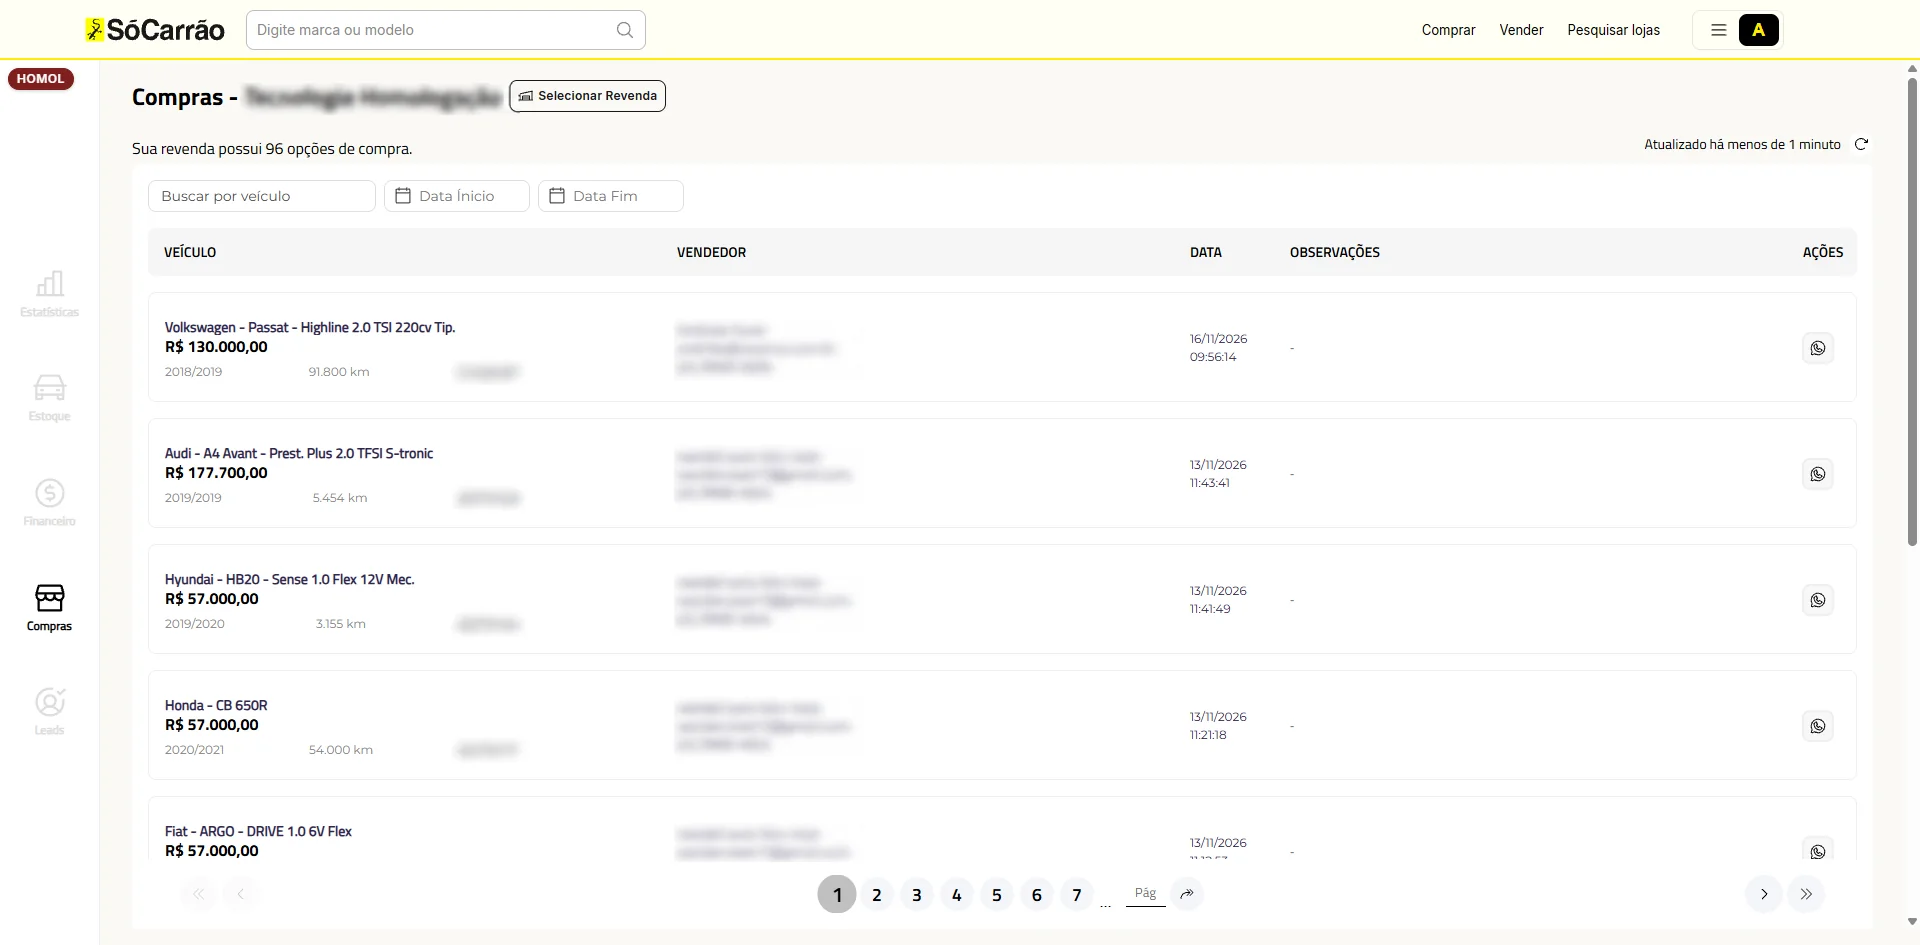 SóCarrão
Digite marca ou modelo
Comprar
Vender
Pesquisar lojas
A
HOMOL
Compras -
Selecionar Revenda
Sua revenda possui 96 opções de compra.
Atualizado há menos de 1 minuto
Buscar por veículo
Data Ínicio
Data Fim
VEÍCULO
VENDEDOR
DATA
OBSERVAÇÕES
AÇÕES
Estatísticas
Estoque
Financeiro
Compras
Leads
Volkswagen - Passat - Highline 2.0 TSI 220cv Tip.
R$ 130.000,00
2018/2019
91.800 km
16/11/2026
09:56:14
-
Audi - A4 Avant - Prest. Plus 2.0 TFSI S-tronic
R$ 177.700,00
2019/2019
5.454 km
13/11/2026
11:43:41
-
Hyundai - HB20 - Sense 1.0 Flex 12V Mec.
R$ 57.000,00
2019/2020
3.155 km
13/11/2026
11:41:49
-
Honda - CB 650R
R$ 57.000,00
2020/2021
54.000 km
13/11/2026
11:21:18
-
Fiat - ARGO - DRIVE 1.0 6V Flex
R$ 57.000,00
13/11/2026
-
1 2 3 4 5 6 7 ... Pág